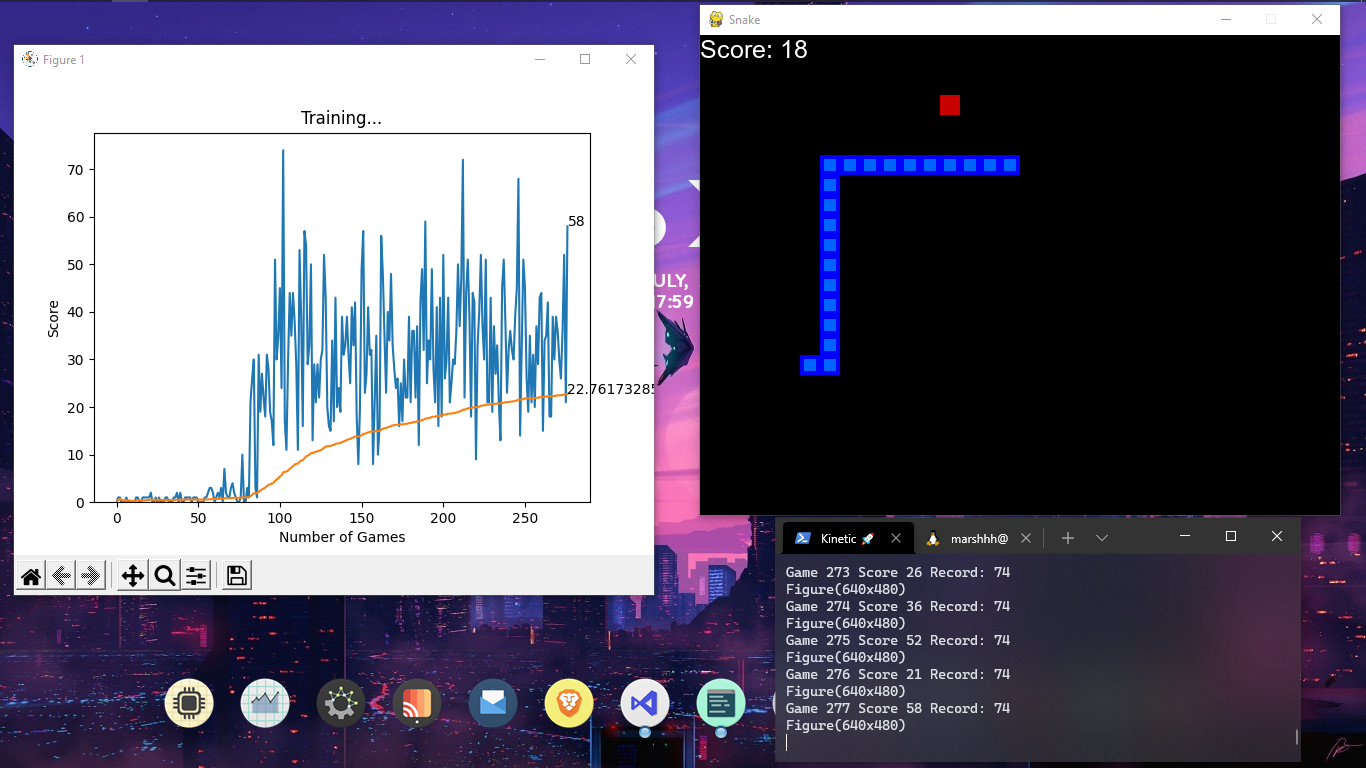 Figure 1
Training...
70
60
50
40
30
20
10
0
Score
58
22.76173285
0
50
100
150
200
250
Number of Games
Snake
Score: 18
ULY,
7:59
Kinetic 🚀
marshhh@
Game 273 Score 26 Record: 74
Figure(640x480)
Game 274 Score 36 Record: 74
Figure(640x480)
Game 275 Score 52 Record: 74
Figure(640x480)
Game 276 Score 21 Record: 74
Figure(640x480)
Game 277 Score 58 Record: 74
Figure(640x480)